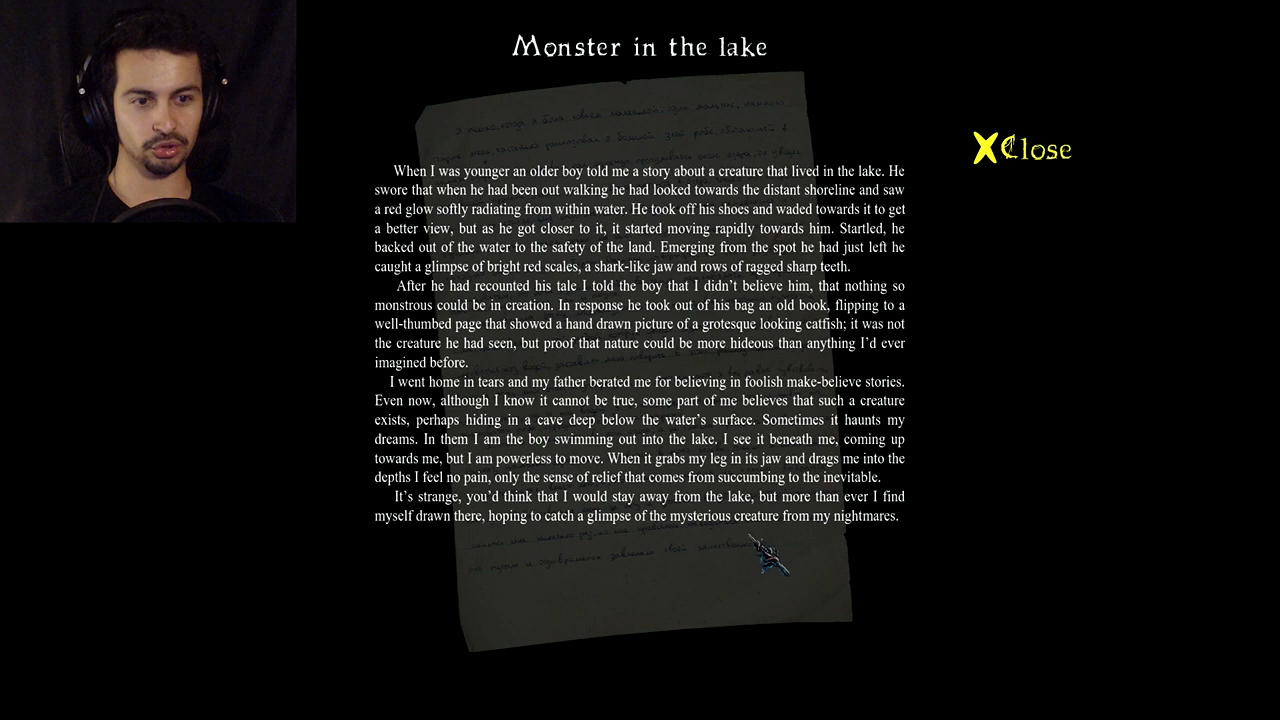 Monster in the lake
X Close
When I was younger an older boy told me a story about a creature that lived in the lake. He
swore that when he had been out walking he had looked towards the distant shoreline and saw
a red glow softly radiating from within water. He took off his shoes and waded towards it to get
a better view, but as he got closer to it, it started moving rapidly towards him. Startled, he
backed out of the water to the safety of the land. Emerging from the spot he had just left he
caught a glimpse of bright red scales, a shark-like jaw and rows of ragged sharp teeth.
After he had recounted his tale I told the boy that I didn’t believe him, that nothing so
monstrous could be in creation. In response he took out of his bag an old book, flipping to a
well-thumbed page that showed a hand drawn picture of a grotesque looking catfish; it was not
the creature he had seen, but proof that nature could be more hideous than anything I’d ever
imagined before.
I went home in tears and my father berated me for believing in foolish make-believe stories.
Even now, although I know it cannot be true, some part of me believes that such a creature
exists, perhaps hiding in a cave deep below the water’s surface. Sometimes it haunts my
dreams. In them I am the boy swimming out into the lake. I see it beneath me, coming up
towards me, but I am powerless to move. When it grabs my leg in its jaw and drags me into the
depths I feel no pain, only the sense of relief that comes from succumbing to the inevitable.
It’s strange, you’d think that I would stay away from the lake, but more than ever I find
myself drawn there, hoping to catch a glimpse of the mysterious creature from my nightmares.